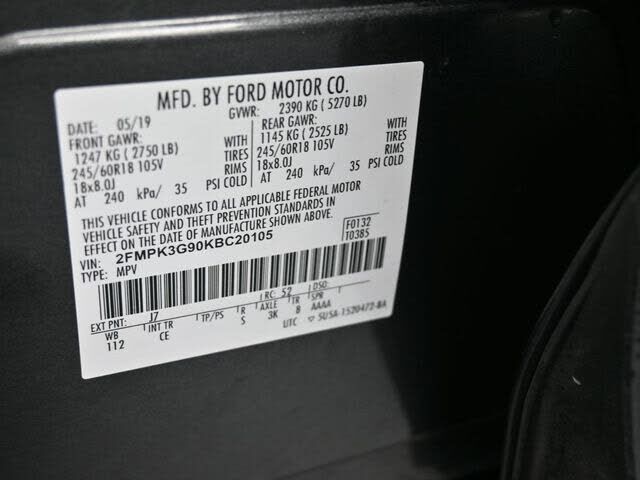 MFD. BY FORD MOTOR CO.
DATE: 05/19 GVWR: 2390 KG ( 5270 LB)
FRONT GAWR: REAR GAWR:
1247 KG ( 2750 LB) WITH 1145 KG ( 2525 LB) WITH
245/60R18 105V TIRES 245/60R18 105V TIRES
18x8.0J RIMS 18x8.0J RIMS
AT 240 kPa/ 35 PSI COLD AT 240 kPa/ 35 PSI COLD
THIS VEHICLE CONFORMS TO ALL APPLICABLE FEDERAL MOTOR
VEHICLE SAFETY AND THEFT PREVENTION STANDARDS IN
EFFECT ON THE DATE OF MANUFACTURE SHOWN ABOVE.
VIN: 2FMPK3G90KBC20105 F0132
TYPE: MPV T0385
EXT PNT: J7 RC: 52 DSO:
WB INT TR TP/PS R AXLE TR SPR
112 CE S 3K 8 AAAA
UTC ▽ 5U5A-1520472-BA